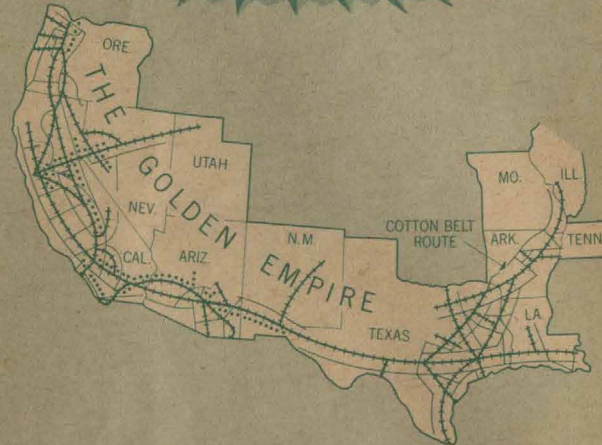 ORE.
THE
GOLDEN
EMPIRE
UTAH
NEV.
CAL.
ARIZ.
N.M.
TEXAS
MO.
ILL.
COTTON BELT
ROUTE
ARK.
TENN
LA.